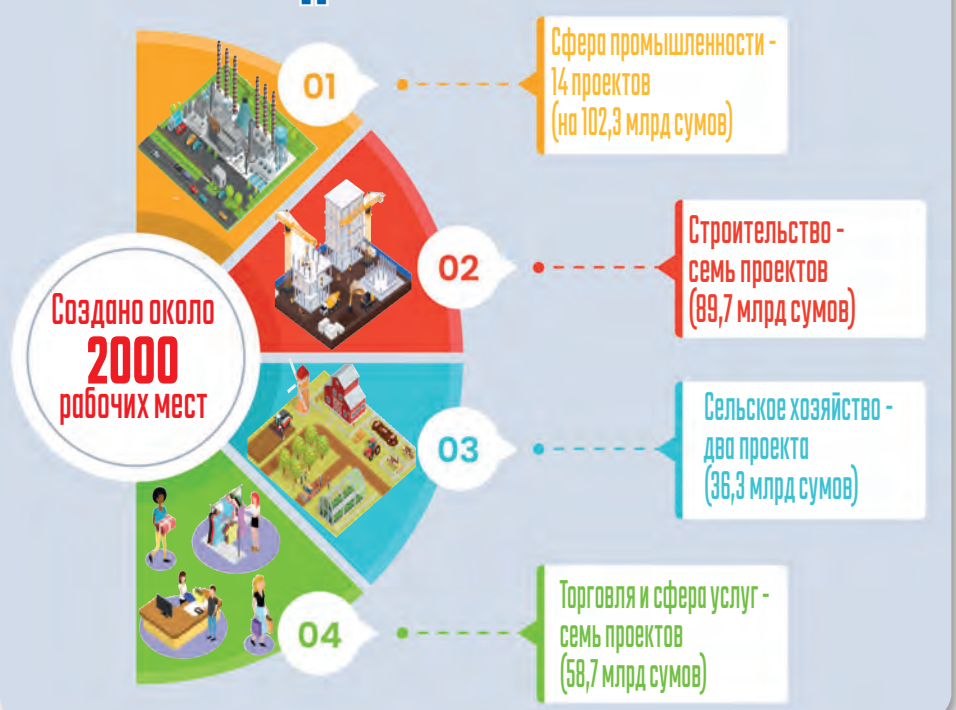 01
Сфера промышленности -
14 проектов
(на 102,3 млрд сумов)
02
Строительство -
семь проектов
(89,7 млрд сумов)
Создано около
2000
рабочих мест
03
Сельское хозяйство -
два проекта
(36,3 млрд сумов)
04
Торговля и сфера услуг -
семь проектов
(58,7 млрд сумов)